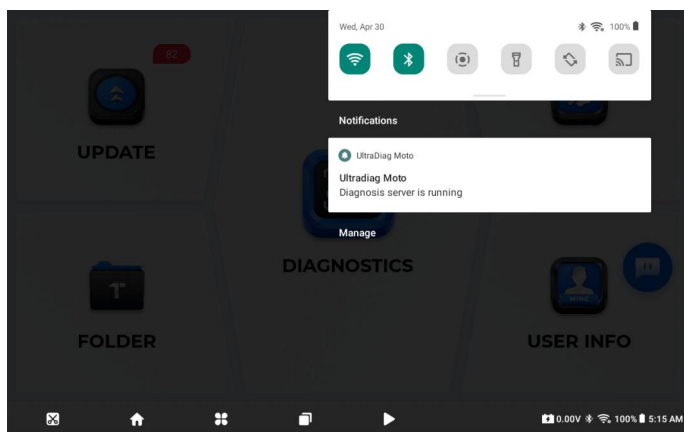 Wed, Apr 30
100%
Notifications
UltraDiag Moto
Ultradiag Moto
Diagnosis server is running
Manage
82
UPDATE
DIAGNOSTICS
FOLDER
USER INFO
0.00V 100% 5:15 AM